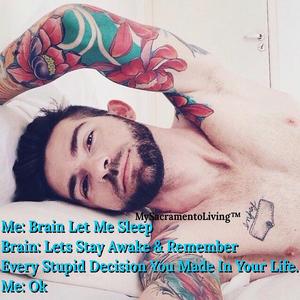 MySacramentoLiving™
Me: Brain Let Me Sleep
Brain: Lets Stay Awake & Remember
Every Stupid Decision You Made In Your Life.
Me: Ok